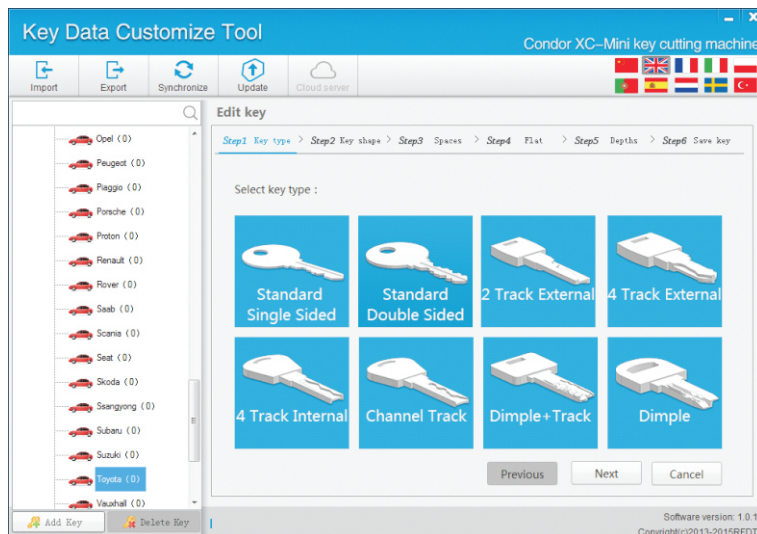 Key Data Customize Tool
Condor XC-Mini key cutting machine
Import
Export
Synchronize
Update
Cloud server
Edit key
Opel (0)
Peugeot (0)
Piaggio (0)
Porsche (0)
Proton (0)
Renault (0)
Rover (0)
Saab (0)
Scania (0)
Seat (0)
Skoda (0)
Ssangyong (0)
Subaru (0)
Suzuki (0)
Toyota (0)
Vauxhall (0)
Add Key
Delete Key
Step1 Key type > Step2 Key shape > Step3 Spaces > Step4 Flat > Step5 Depths > Step6 Save key
Select key type :
Standard
Single Sided
Standard
Double Sided
2 Track External
4 Track External
4 Track Internal
Channel Track
Dimple+Track
Dimple
Previous
Next
Cancel
Software version: 1.0.1
Copyright(c)2013-2015RFDT